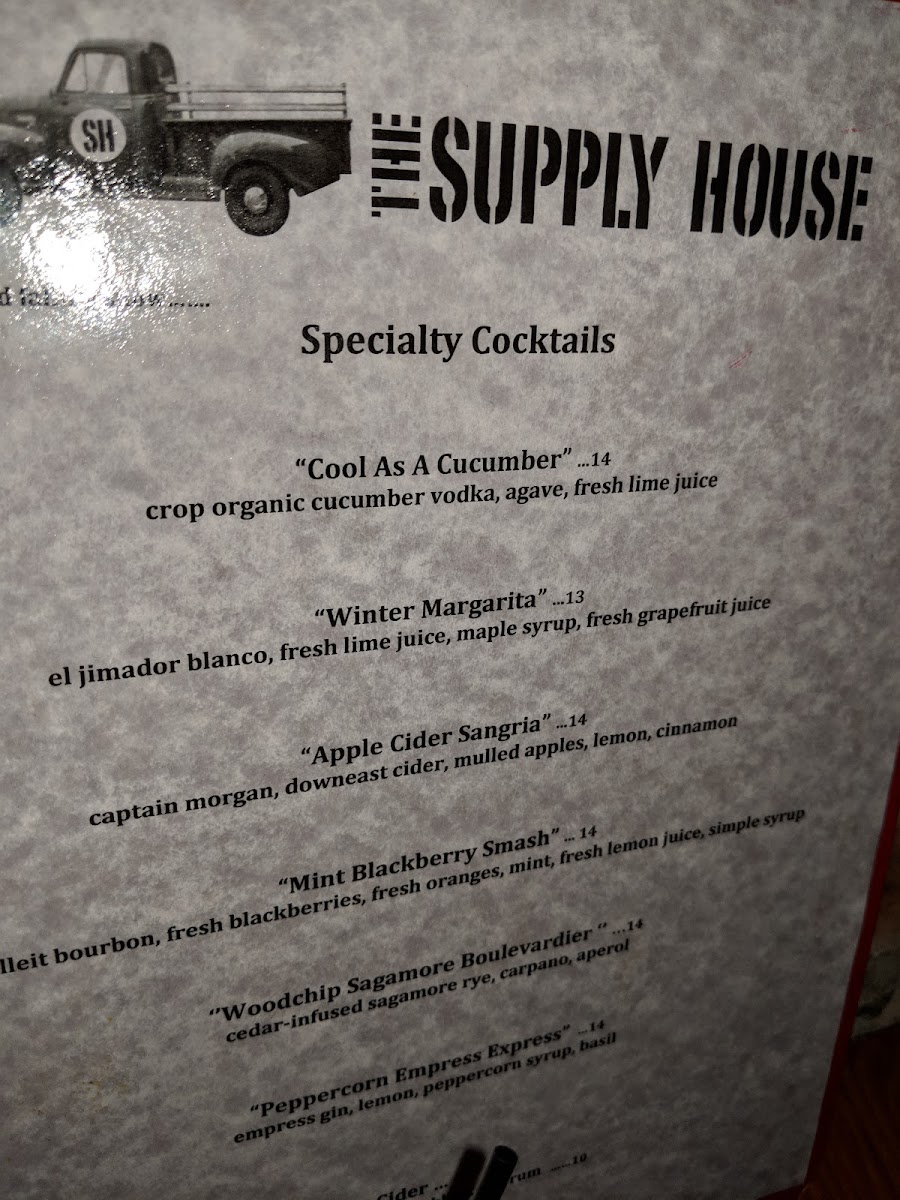 SH
THE SUPPLY HOUSE
Specialty Cocktails
“Cool As A Cucumber” ...14
crop organic cucumber vodka, agave, fresh lime juice
“Winter Margarita” ...13
el jimador blanco, fresh lime juice, maple syrup, fresh grapefruit juice
“Apple Cider Sangria” ...14
captain morgan, downeast cider, mulled apples, lemon, cinnamon
“Mint Blackberry Smash” ... 14
lleit bourbon, fresh blackberries, fresh oranges, mint, fresh lemon juice, simple syrup
“Woodchip Sagamore Boulevardier “ ...14
cedar-infused sagamore rye, carpano, aperol
“Peppercorn Empress Express” ...14
empress gin, lemon, peppercorn syrup, basil
Cider ... rum ......10